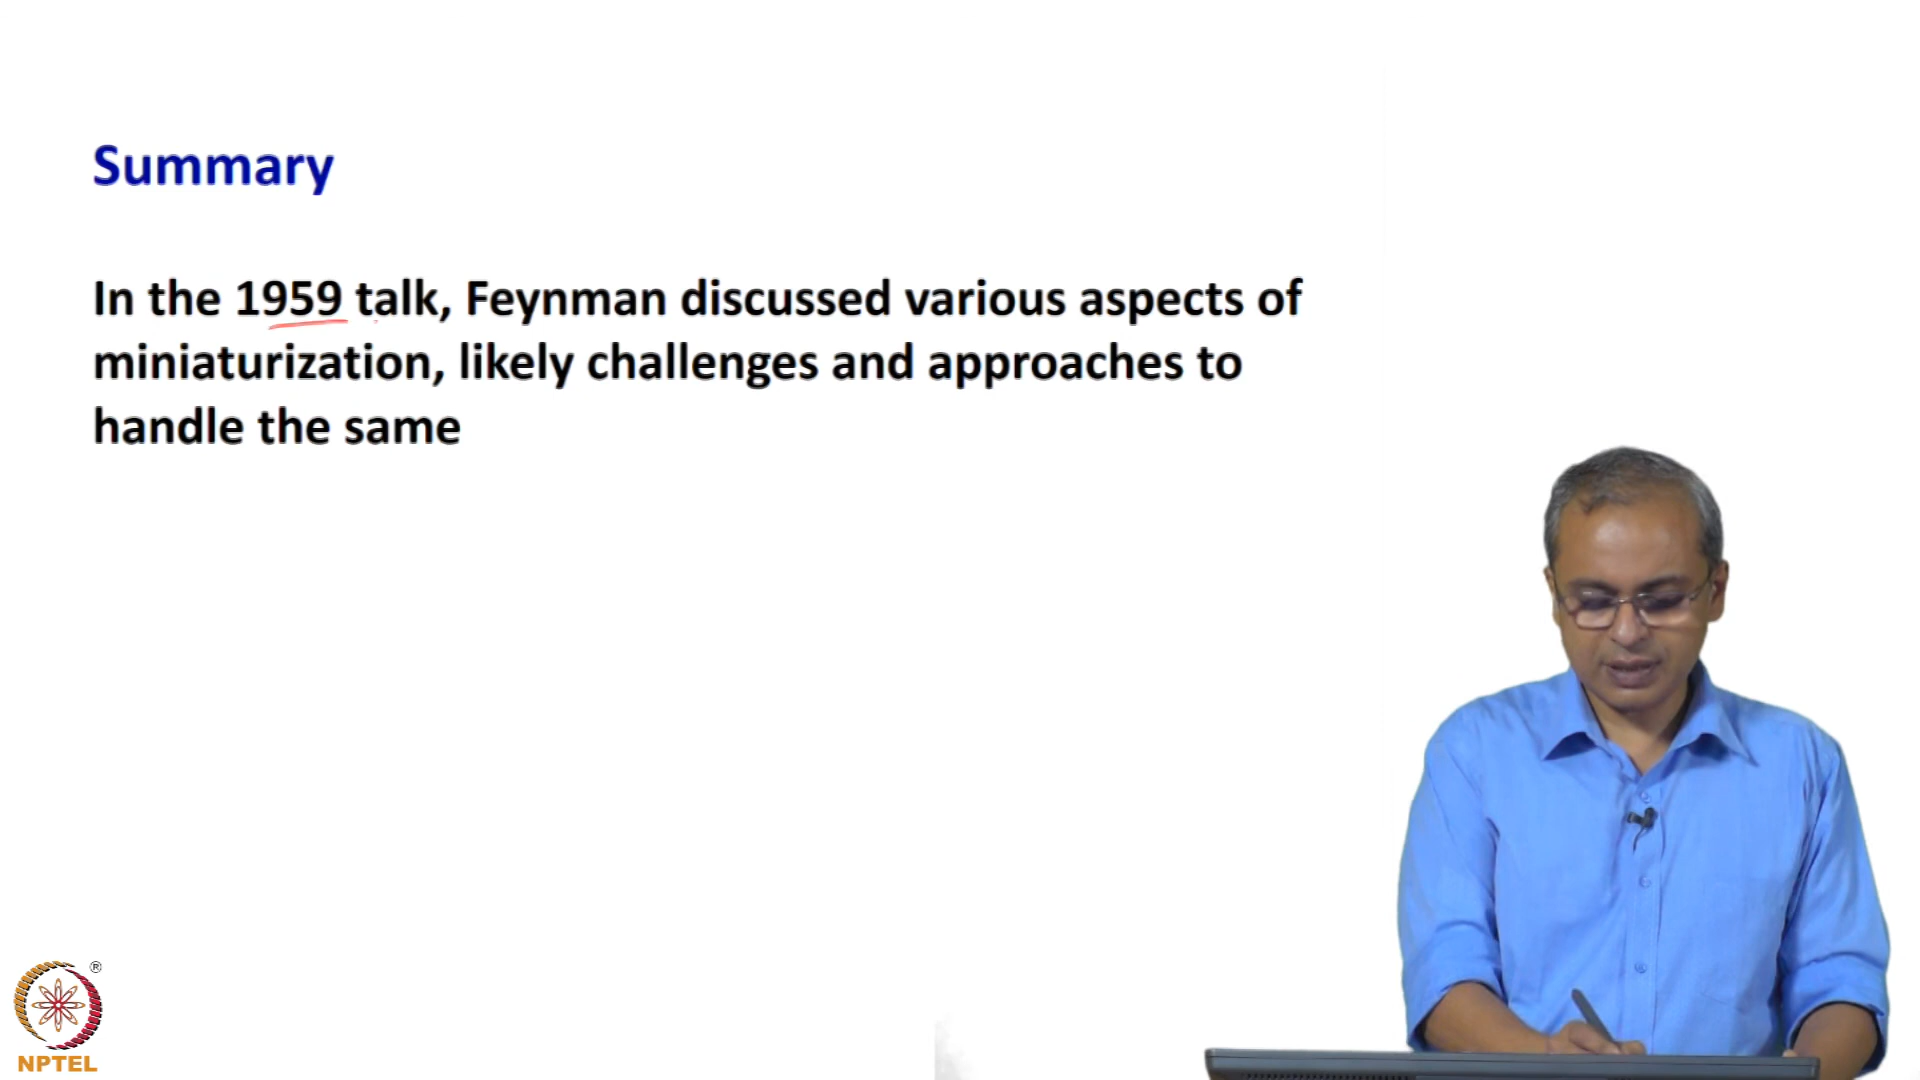 Summary
In the 1959 talk, Feynman discussed various aspects of
miniaturization, likely challenges and approaches to
handle the same
®
NPTEL